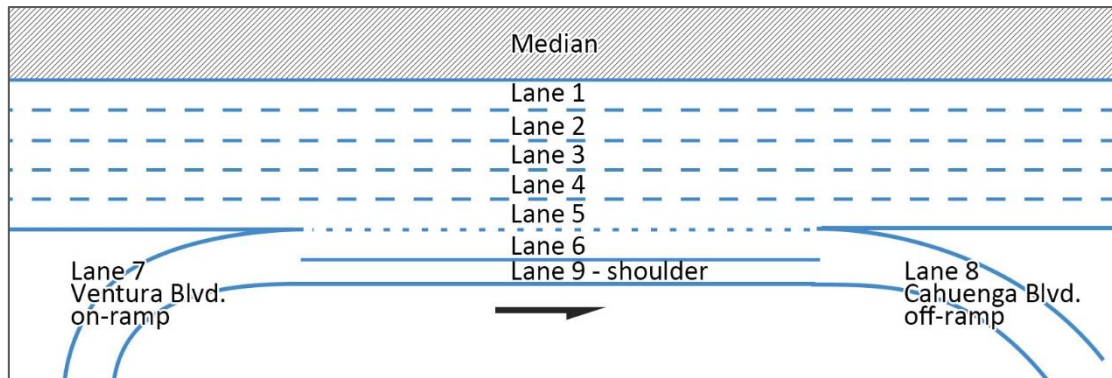 Median
Lane 1
Lane 2
Lane 3
Lane 4
Lane 5
Lane 6
Lane 9 - shoulder
Lane 7
Ventura Blvd.
on-ramp
Lane 8
Cahuenga Blvd.
off-ramp